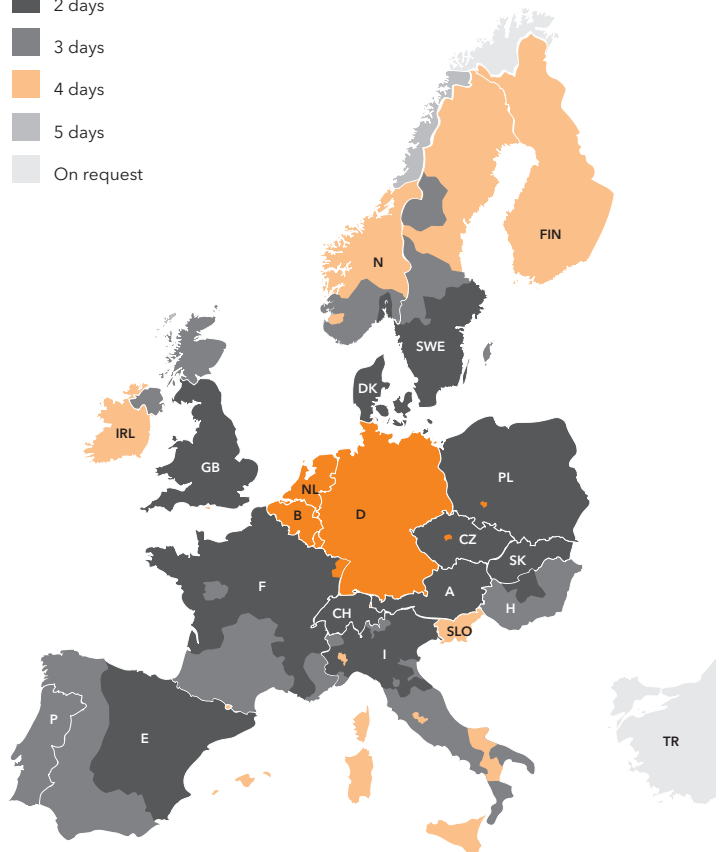 2 days
3 days
4 days
5 days
On request
FIN
N
SWE
DK
IRL
GB
PL
NL
B
D
CZ
SK
F
A
CH
H
SLO
I
P
E
TR